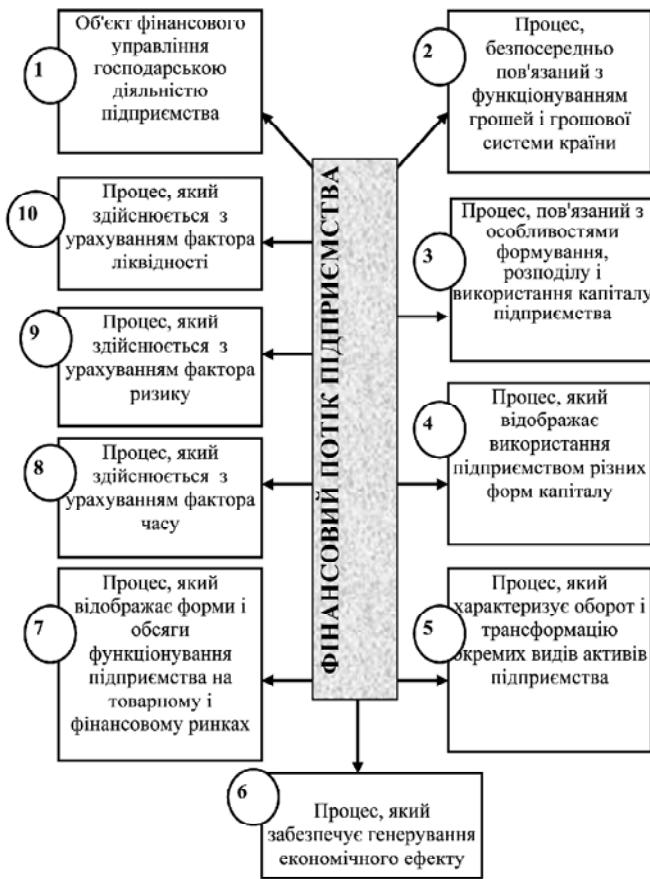 1
Об'єкт фінансового
управління
господарською
діяльністю
підприємства
2
Процес,
безпосередньо
пов'язаний з
функціонуванням
грошей і грошової
системи країни
3
Процес, пов'язаний з
особливостями
формування,
розподілу і
використання капіталу
підприємства
4
Процес, який
відображає
використання
підприємством різних
форм капіталу
5
Процес, який
характеризує оборот і
трансформацію
окремих видів активів
підприємства
6
Процес, який
забезпечує генерування
економічного ефекту
7
Процес, який
відображає форми і
обсяги
функціонування
підприємства на
товарному і
фінансовому ринках
8
Процес, який
здійснюється з
урахуванням фактора
часу
9
Процес, який
здійснюється з
урахуванням фактора
ризику
10
Процес, який
здійснюється з
урахуванням фактора
ліквідності
ФІНАНСОВИЙ ПОТІК ПІДПРИЄМСТВА